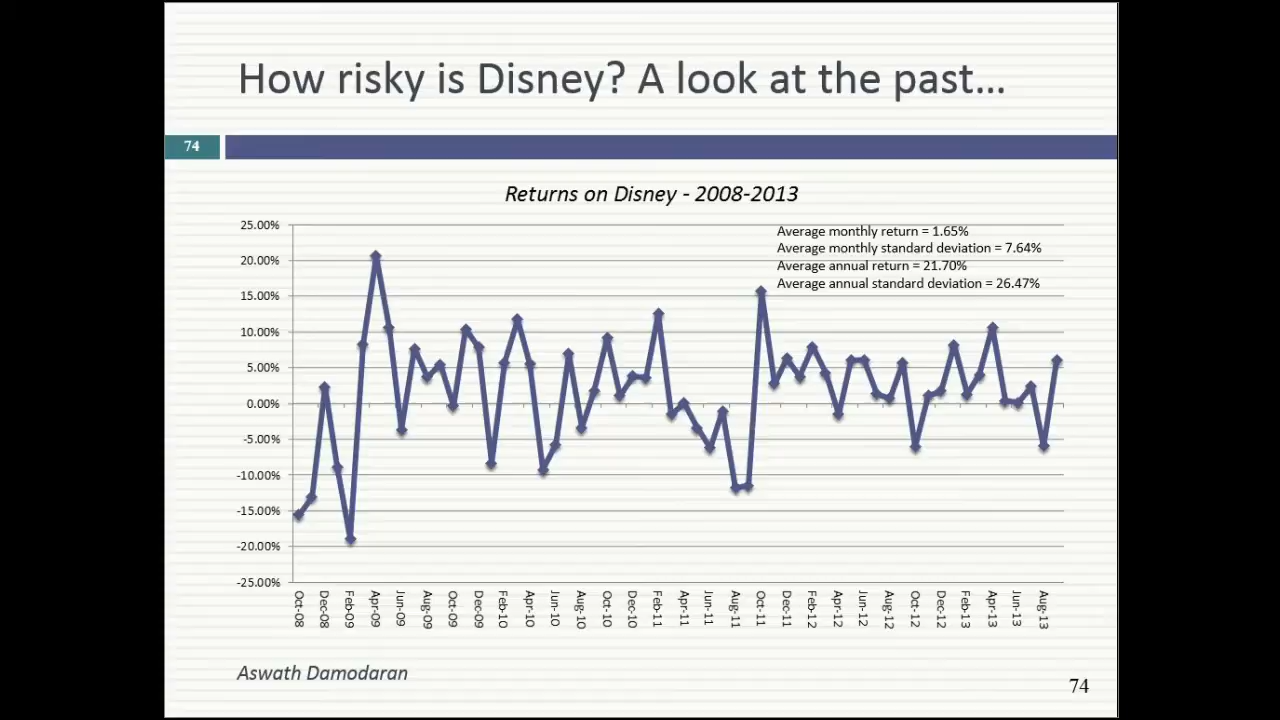 How risky is Disney? A look at the past…
74
Returns on Disney - 2008-2013
Average monthly return = 1.65%
Average monthly standard deviation = 7.64%
Average annual return = 21.70%
Average annual standard deviation = 26.47%
25.00%
20.00%
15.00%
10.00%
5.00%
0.00%
-5.00%
-10.00%
-15.00%
-20.00%
-25.00%
Oct-08
Dec-08
Feb-09
Apr-09
Jun-09
Aug-09
Oct-09
Dec-09
Feb-10
Apr-10
Jun-10
Aug-10
Oct-10
Dec-10
Feb-11
Apr-11
Jun-11
Aug-11
Oct-11
Dec-11
Feb-12
Apr-12
Jun-12
Aug-12
Oct-12
Dec-12
Feb-13
Apr-13
Jun-13
Aug-13
Aswath Damodaran
74